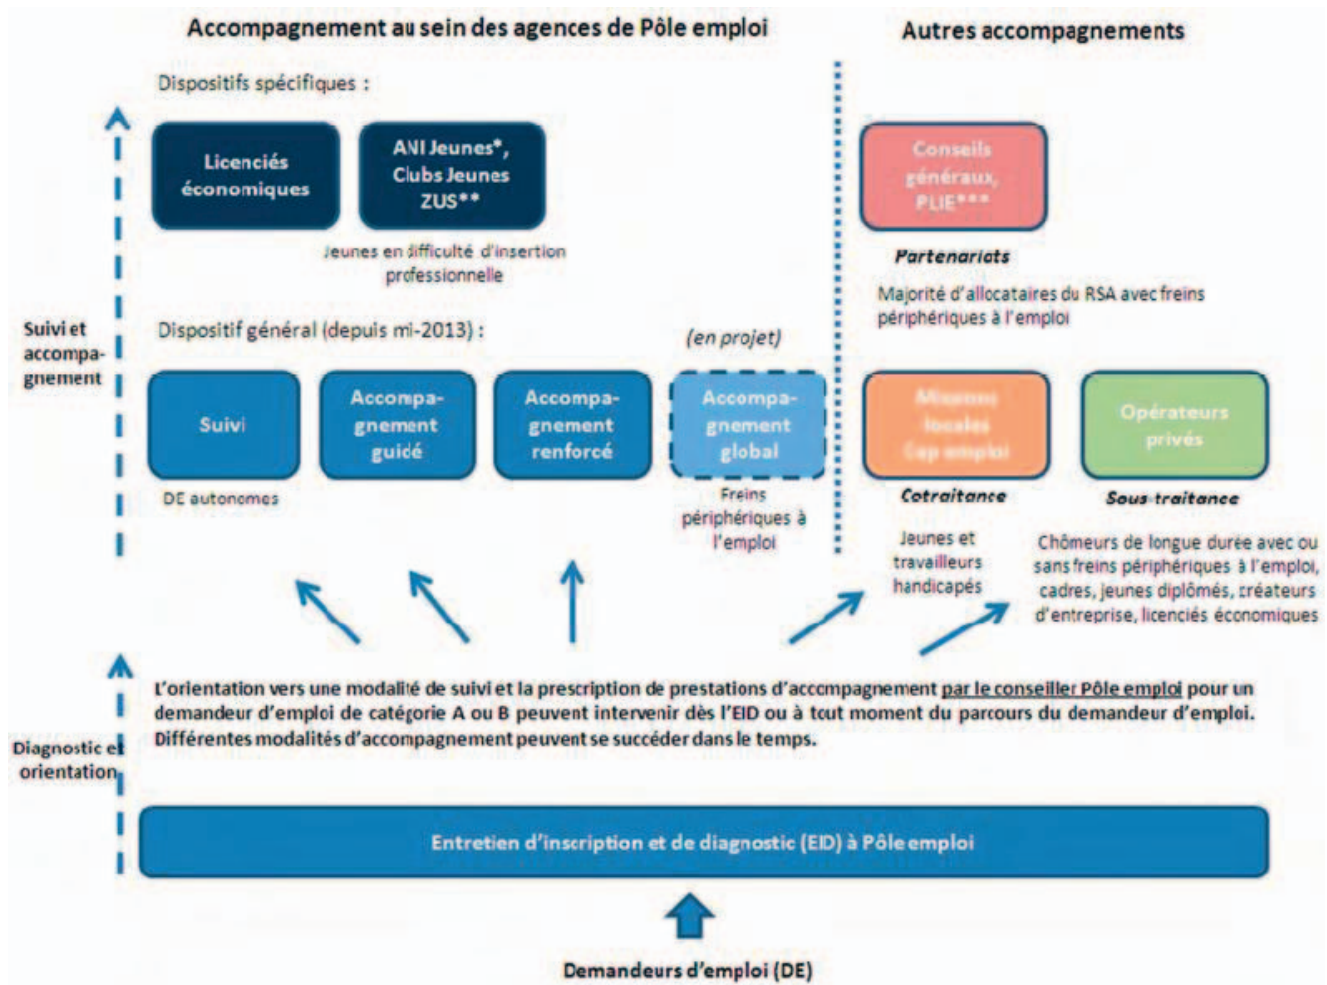 Accompagnement au sein des agences de Pôle emploi
Autres accompagnements
Dispositifs spécifiques :
Licenciés
économiques
ANI Jeunes*,
Clubs Jeunes
ZUS**
Jeunes en difficulté d'insertion
professionnelle
Conseils
généraux,
PLIE***
Partenariats
Majorité d'allocataires du RSA avec freins
périphériques à l'emploi
Suivi et
accompa-
gnement
Dispositif général (depuis mi-2013) :
(en projet)
Suivi
DE autonomes
Accompa-
gnement
guidé
Accompa-
gnement
renforcé
Accompa-
gnement
global
Freins
périphériques à
l'emploi
Missions
locales
Cap emploi
Cotraitance
Jeunes et
travailleurs
handicapés
Opérateurs
privés
Sous-traitance
Chômeurs de longue durée avec ou
sans freins périphériques à l'emploi,
cadres, jeunes diplômés, créateurs
d'entreprise, licenciés économiques
L'orientation vers une modalité de suivi et la prescription de prestations d'accompagnement par le conseiller Pôle emploi pour un
demandeur d'emploi de catégorie A ou B peuvent intervenir dès l'EID ou à tout moment du parcours du demandeur d'emploi.
Différentes modalités d'accompagnement peuvent se succéder dans le temps.
Diagnostic et
orientation
Entretien d'inscription et de diagnostic (EID) à Pôle emploi
Demandeurs d'emploi (DE)